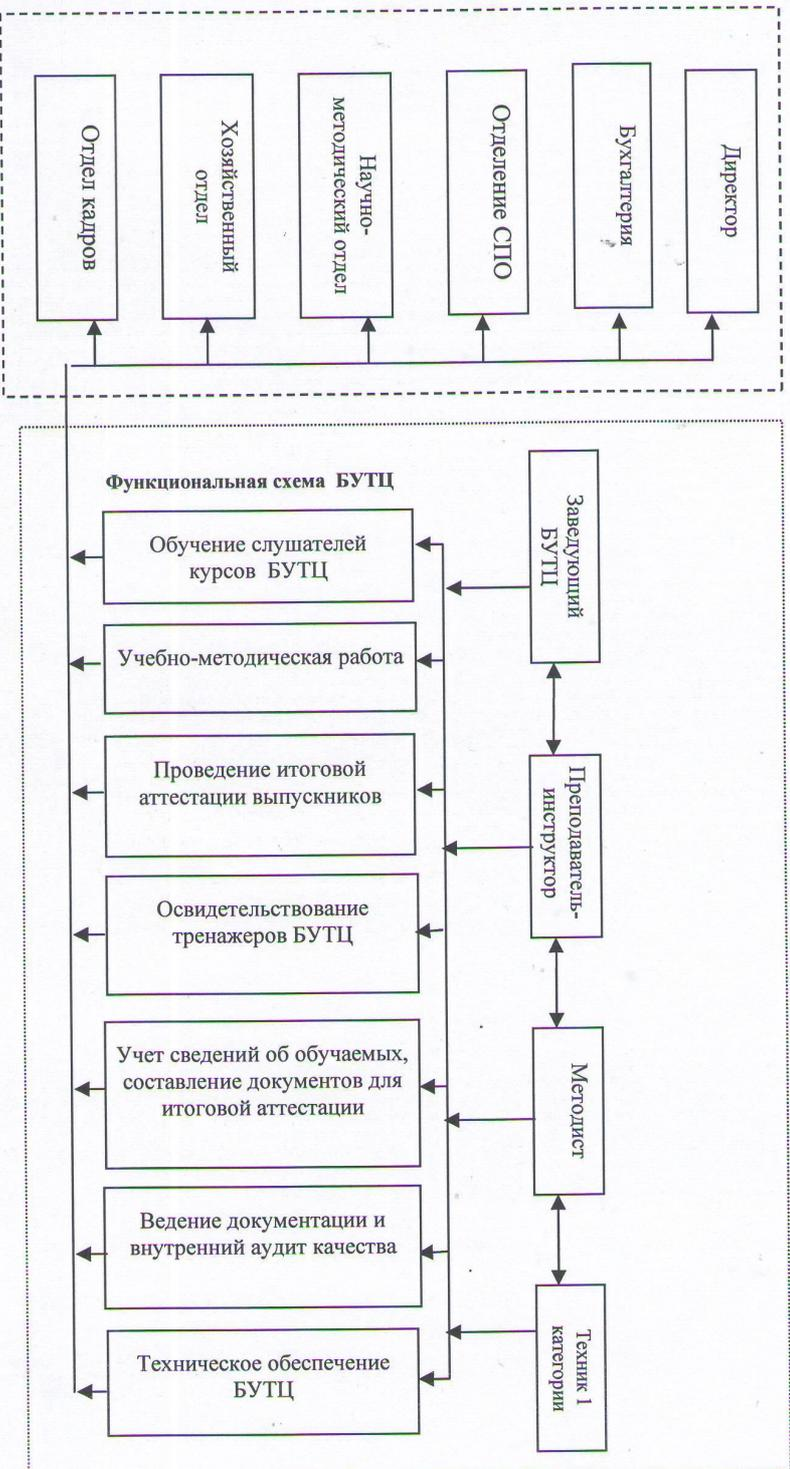 Директор
Бухгалтерия
Отделение СПО
Научно-
методический отдел
Хозяйственный
отдел
Отдел кадров
Функциональная схема БУТЦ
Заведующий
БУТЦ
Преподаватель-
инструктор
Методист
Техник 1
категории
Обучение слушателей
курсов БУТЦ
Учебно-методическая работа
Проведение итоговой
аттестации выпускников
Освидетельствование
тренажеров БУТЦ
Учет сведений об обучаемых,
составление документов для
итоговой аттестации
Ведение документации и
внутренний аудит качества
Техническое обеспечение
БУТЦ